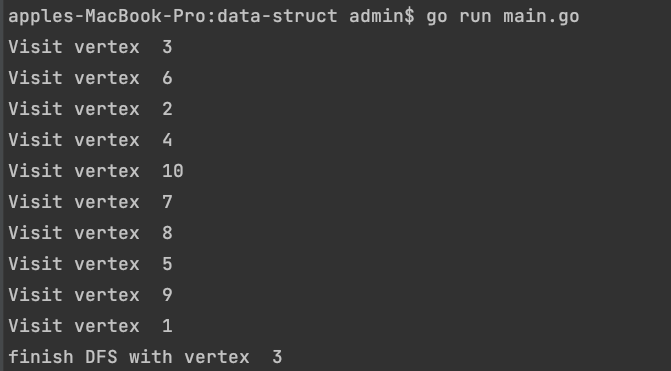 apples-MacBook-Pro:data-struct admin$ go run main.go
Visit vertex  3
Visit vertex  6
Visit vertex  2
Visit vertex  4
Visit vertex  10
Visit vertex  7
Visit vertex  8
Visit vertex  5
Visit vertex  9
Visit vertex  1
finish DFS with vertex  3